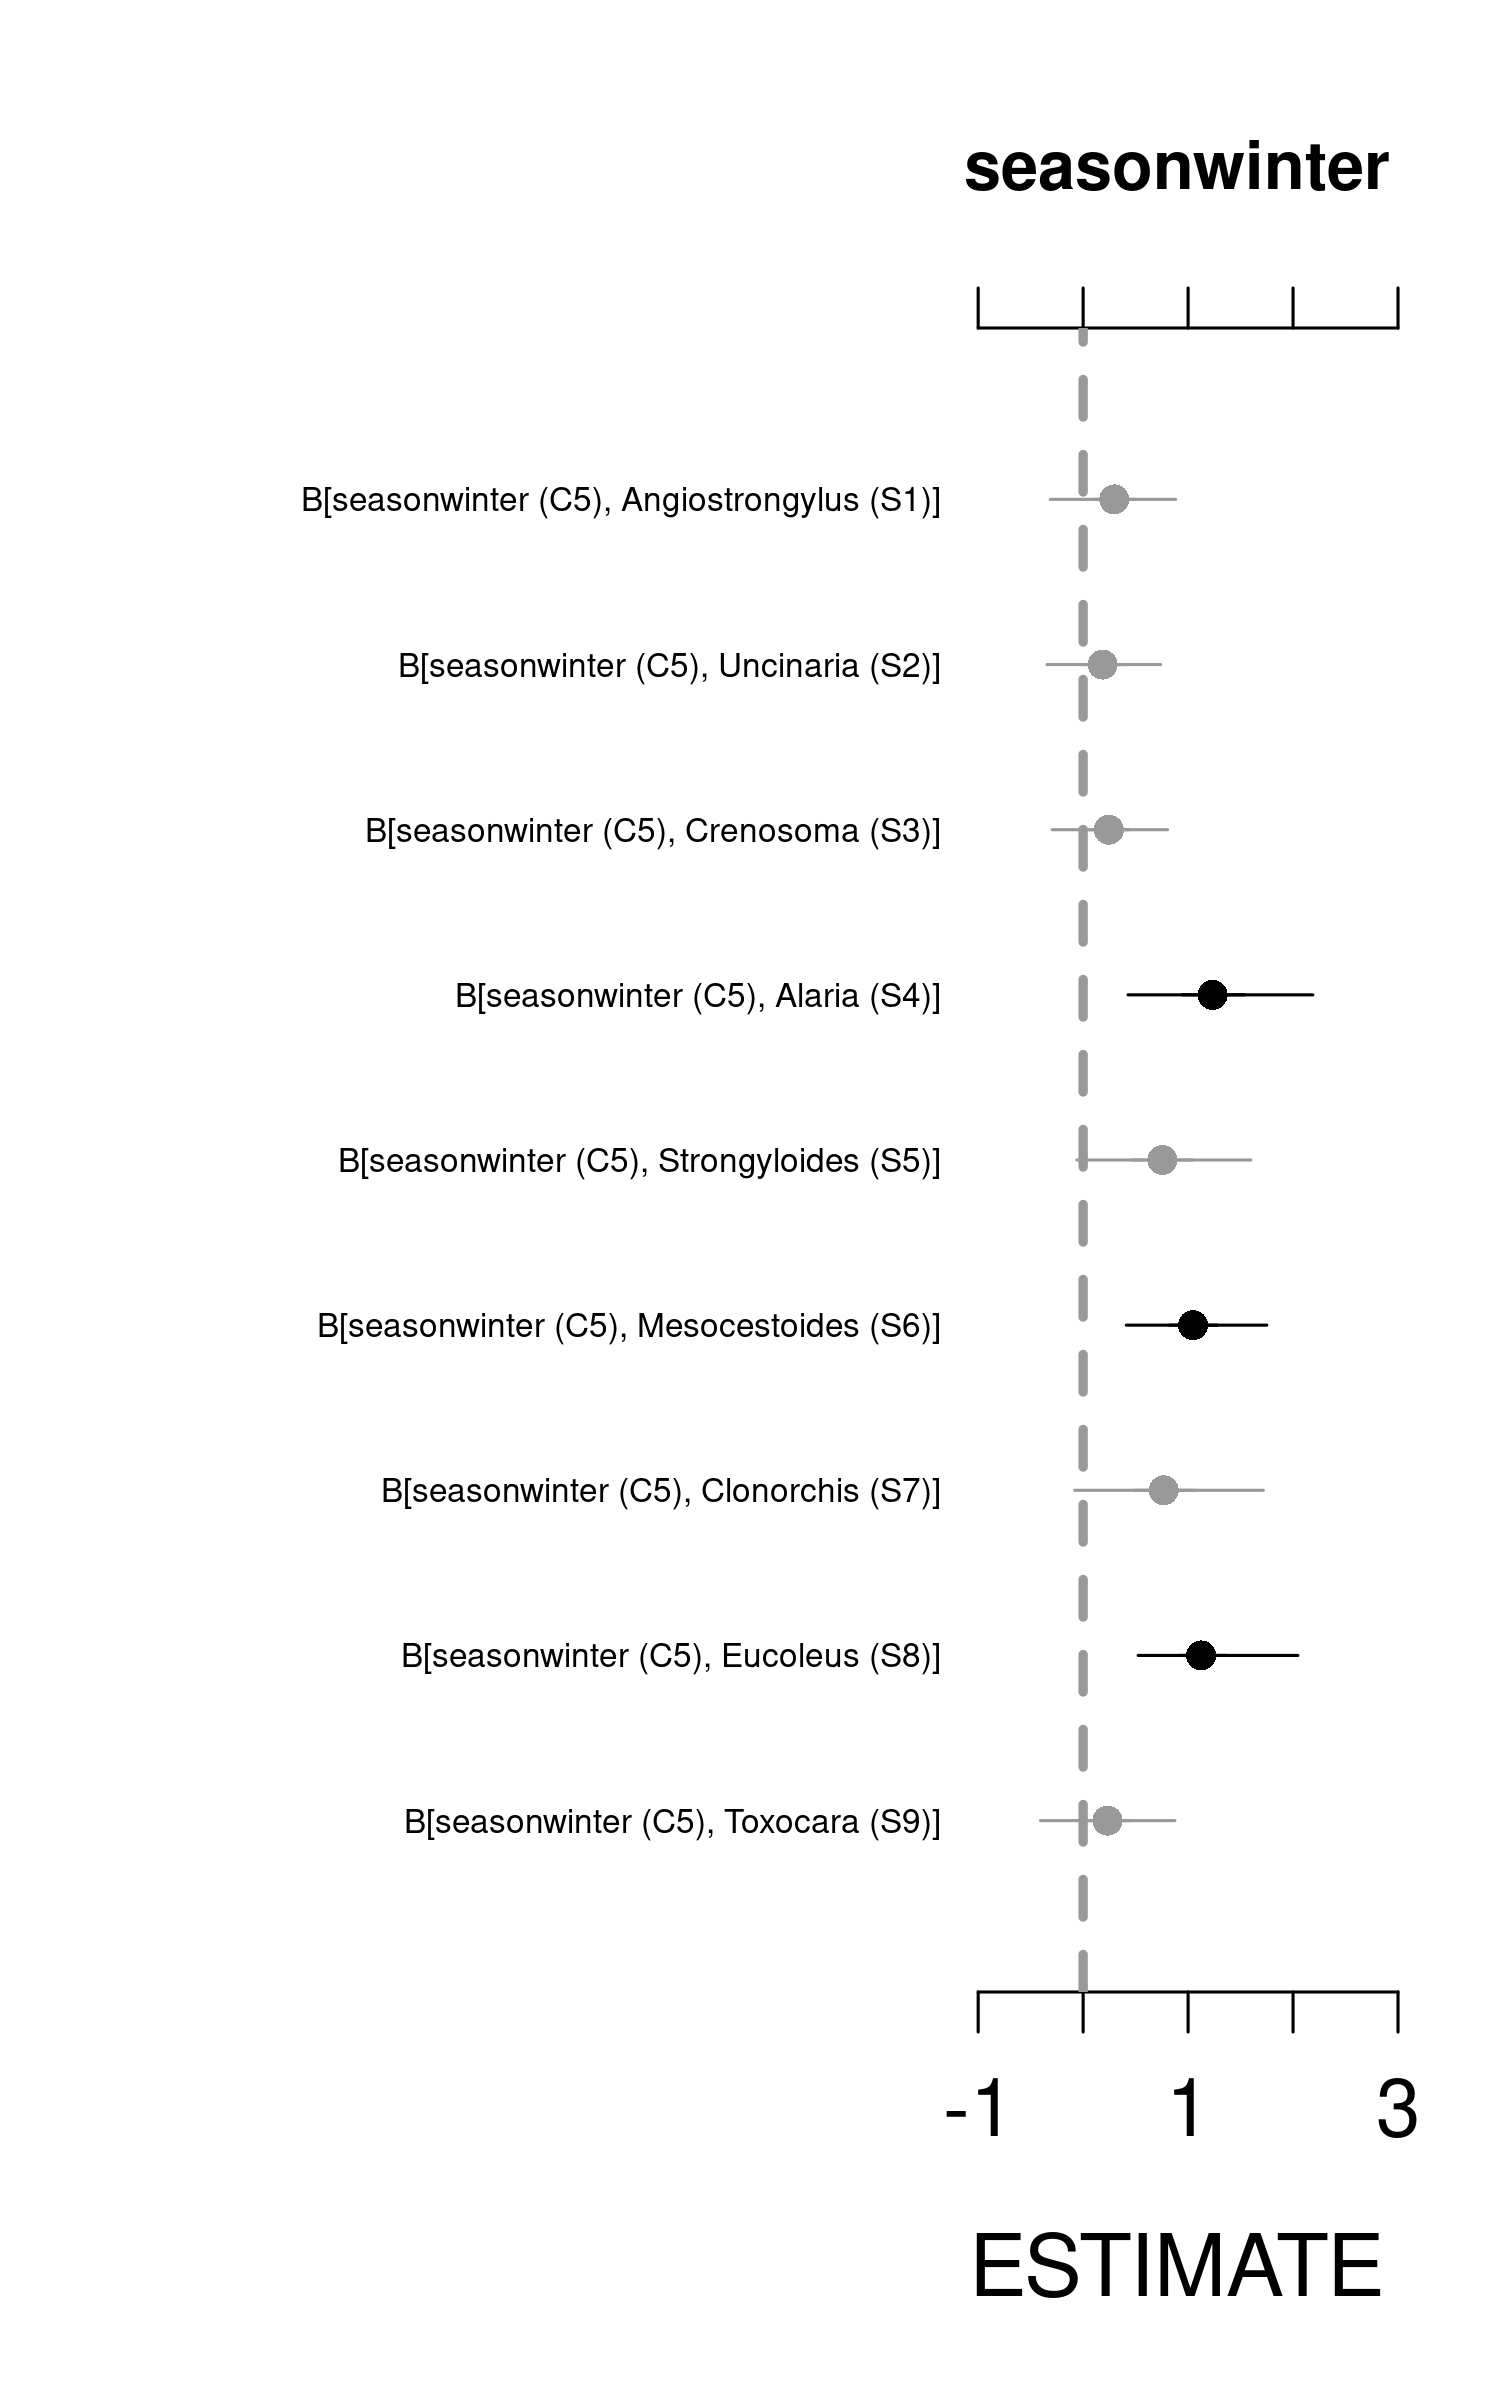 seasonwinter
B[seasonwinter (C5), Angiostrongylus (S1)]
B[seasonwinter (C5), Uncinaria (S2)]
B[seasonwinter (C5), Crenosoma (S3)]
B[seasonwinter (C5), Alaria (S4)]
B[seasonwinter (C5), Strongyloides (S5)]
B[seasonwinter (C5), Mesocestoides (S6)]
B[seasonwinter (C5), Clonorchis (S7)]
B[seasonwinter (C5), Eucoleus (S8)]
B[seasonwinter (C5), Toxocara (S9)]
-1 1 3
ESTIMATE